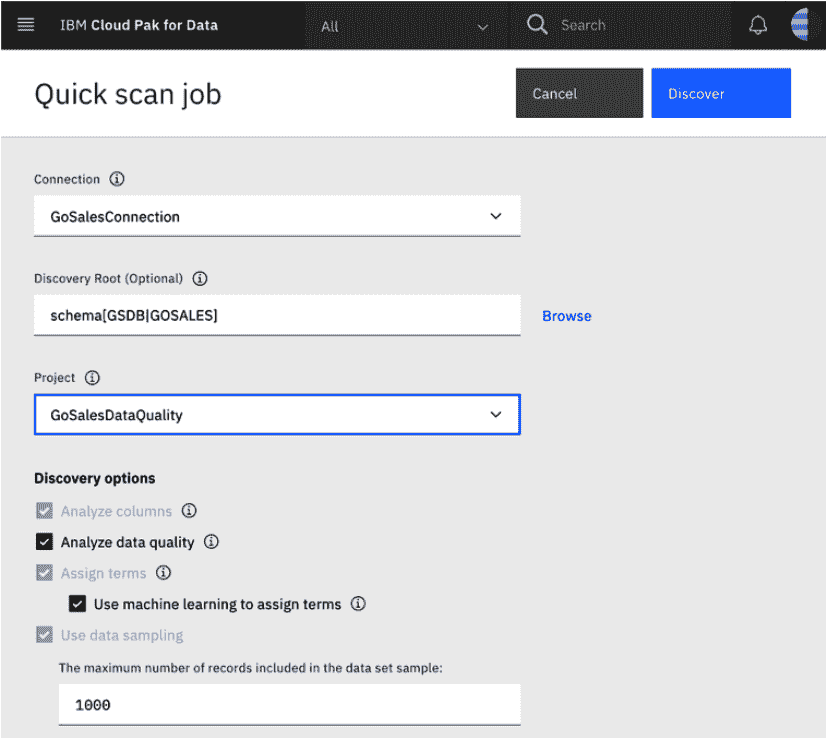 IBM Cloud Pak for Data All Search
Quick scan job Cancel Discover
Connection
GoSalesConnection
Discovery Root (Optional)
schema[GSDB|GOSALES] Browse
Project
GoSalesDataQuality
Discovery options
Analyze columns
Analyze data quality
Assign terms
Use machine learning to assign terms
Use data sampling
The maximum number of records included in the data set sample:
1000